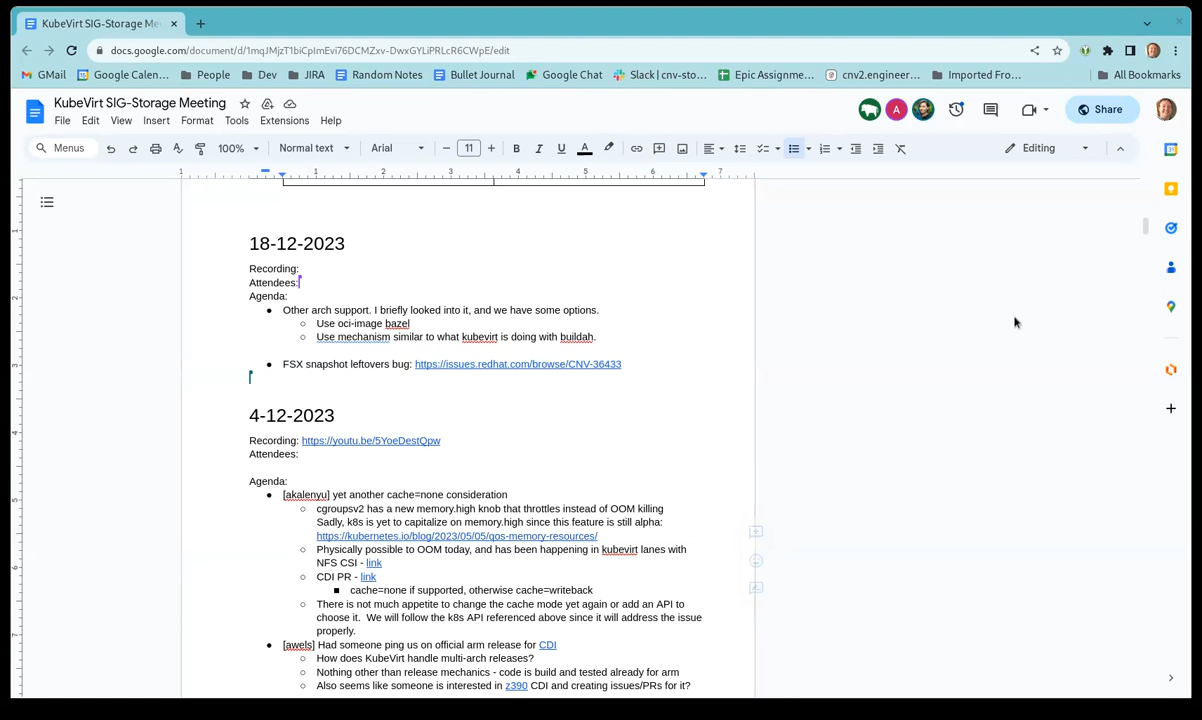 KubeVirt SIG-Storage Me
docs.google.com/document/d/1mqJMjzT1biCpImEvi76DCMZxv-DwxGYLiPRLcR6CWpE/edit
GMail Google Calen... People Dev JIRA Random Notes Bullet Journal Google Chat Slack | cnv-sto... Epic Assignme... cnv2.engineer... Imported Fro... All Bookmarks
KubeVirt SIG-Storage Meeting
File Edit View Insert Format Tools Extensions Help
A
Share
Menus 100% Normal text Arial 11 B I U A Editing
1 1 2 3 4 5 6 7
18-12-2023
Recording:
Attendees:
Agenda:
● Other arch support. I briefly looked into it, and we have some options.
○ Use oci-image bazel
○ Use mechanism similar to what kubevirt is doing with buildah.
● FSX snapshot leftovers bug: https://issues.redhat.com/browse/CNV-36433
4-12-2023
Recording: https://youtu.be/5YoeDestQpw
Attendees:
Agenda:
● [akalenyu] yet another cache=none consideration
○ cgroupsv2 has a new memory.high knob that throttles instead of OOM killing
Sadly, k8s is yet to capitalize on memory.high since this feature is still alpha:
https://kubernetes.io/blog/2023/05/05/qos-memory-resources/
○ Physically possible to OOM today, and has been happening in kubevirt lanes with
NFS CSI - link
○ CDI PR - link
■ cache=none if supported, otherwise cache=writeback
○ There is not much appetite to change the cache mode yet again or add an API to
choose it. We will follow the k8s API referenced above since it will address the issue
properly.
● [awels] Had someone ping us on official arm release for CDI
○ How does KubeVirt handle multi-arch releases?
○ Nothing other than release mechanics - code is build and tested already for arm
○ Also seems like someone is interested in z390 CDI and creating issues/PRs for it?